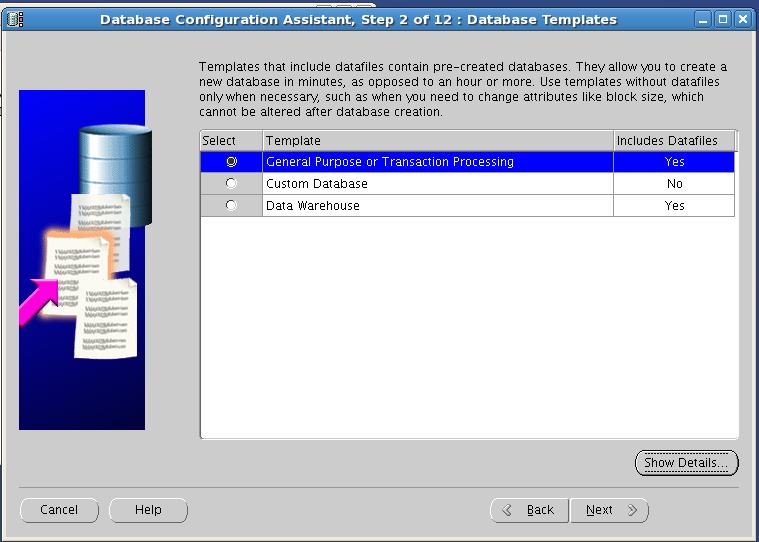 Database Configuration Assistant, Step 2 of 12 : Database Templates
Templates that include datafiles contain pre-created databases. They allow you to create a
new database in minutes, as opposed to an hour or more. Use templates without datafiles
only when necessary, such as when you need to change attributes like block size, which
cannot be altered after database creation.
Select Template Includes Datafiles
General Purpose or Transaction Processing Yes
Custom Database No
Data Warehouse Yes
Show Details...
Cancel Help Back Next